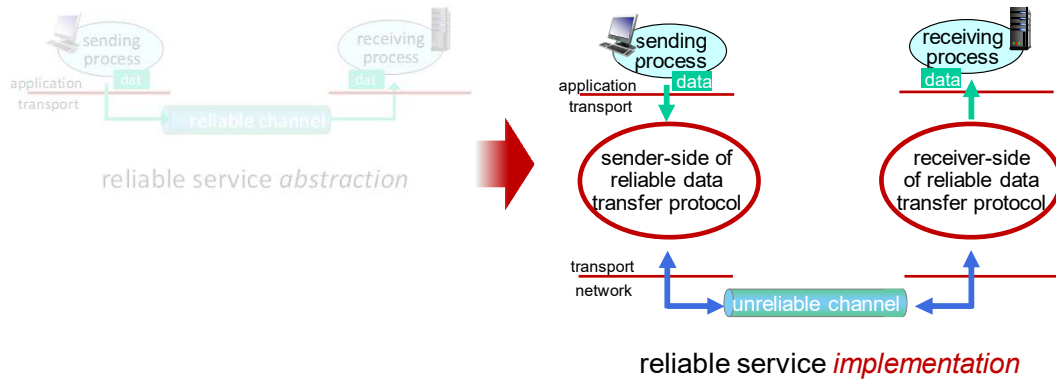 sending
process
dat
application
transport
receiving
process
dat
reliable channel
reliable service abstraction
sending
process
data
application
transport
receiving
process
data
sender-side of
reliable data
transfer protocol
receiver-side
of reliable data
transfer protocol
transport
network
unreliable channel
reliable service implementation